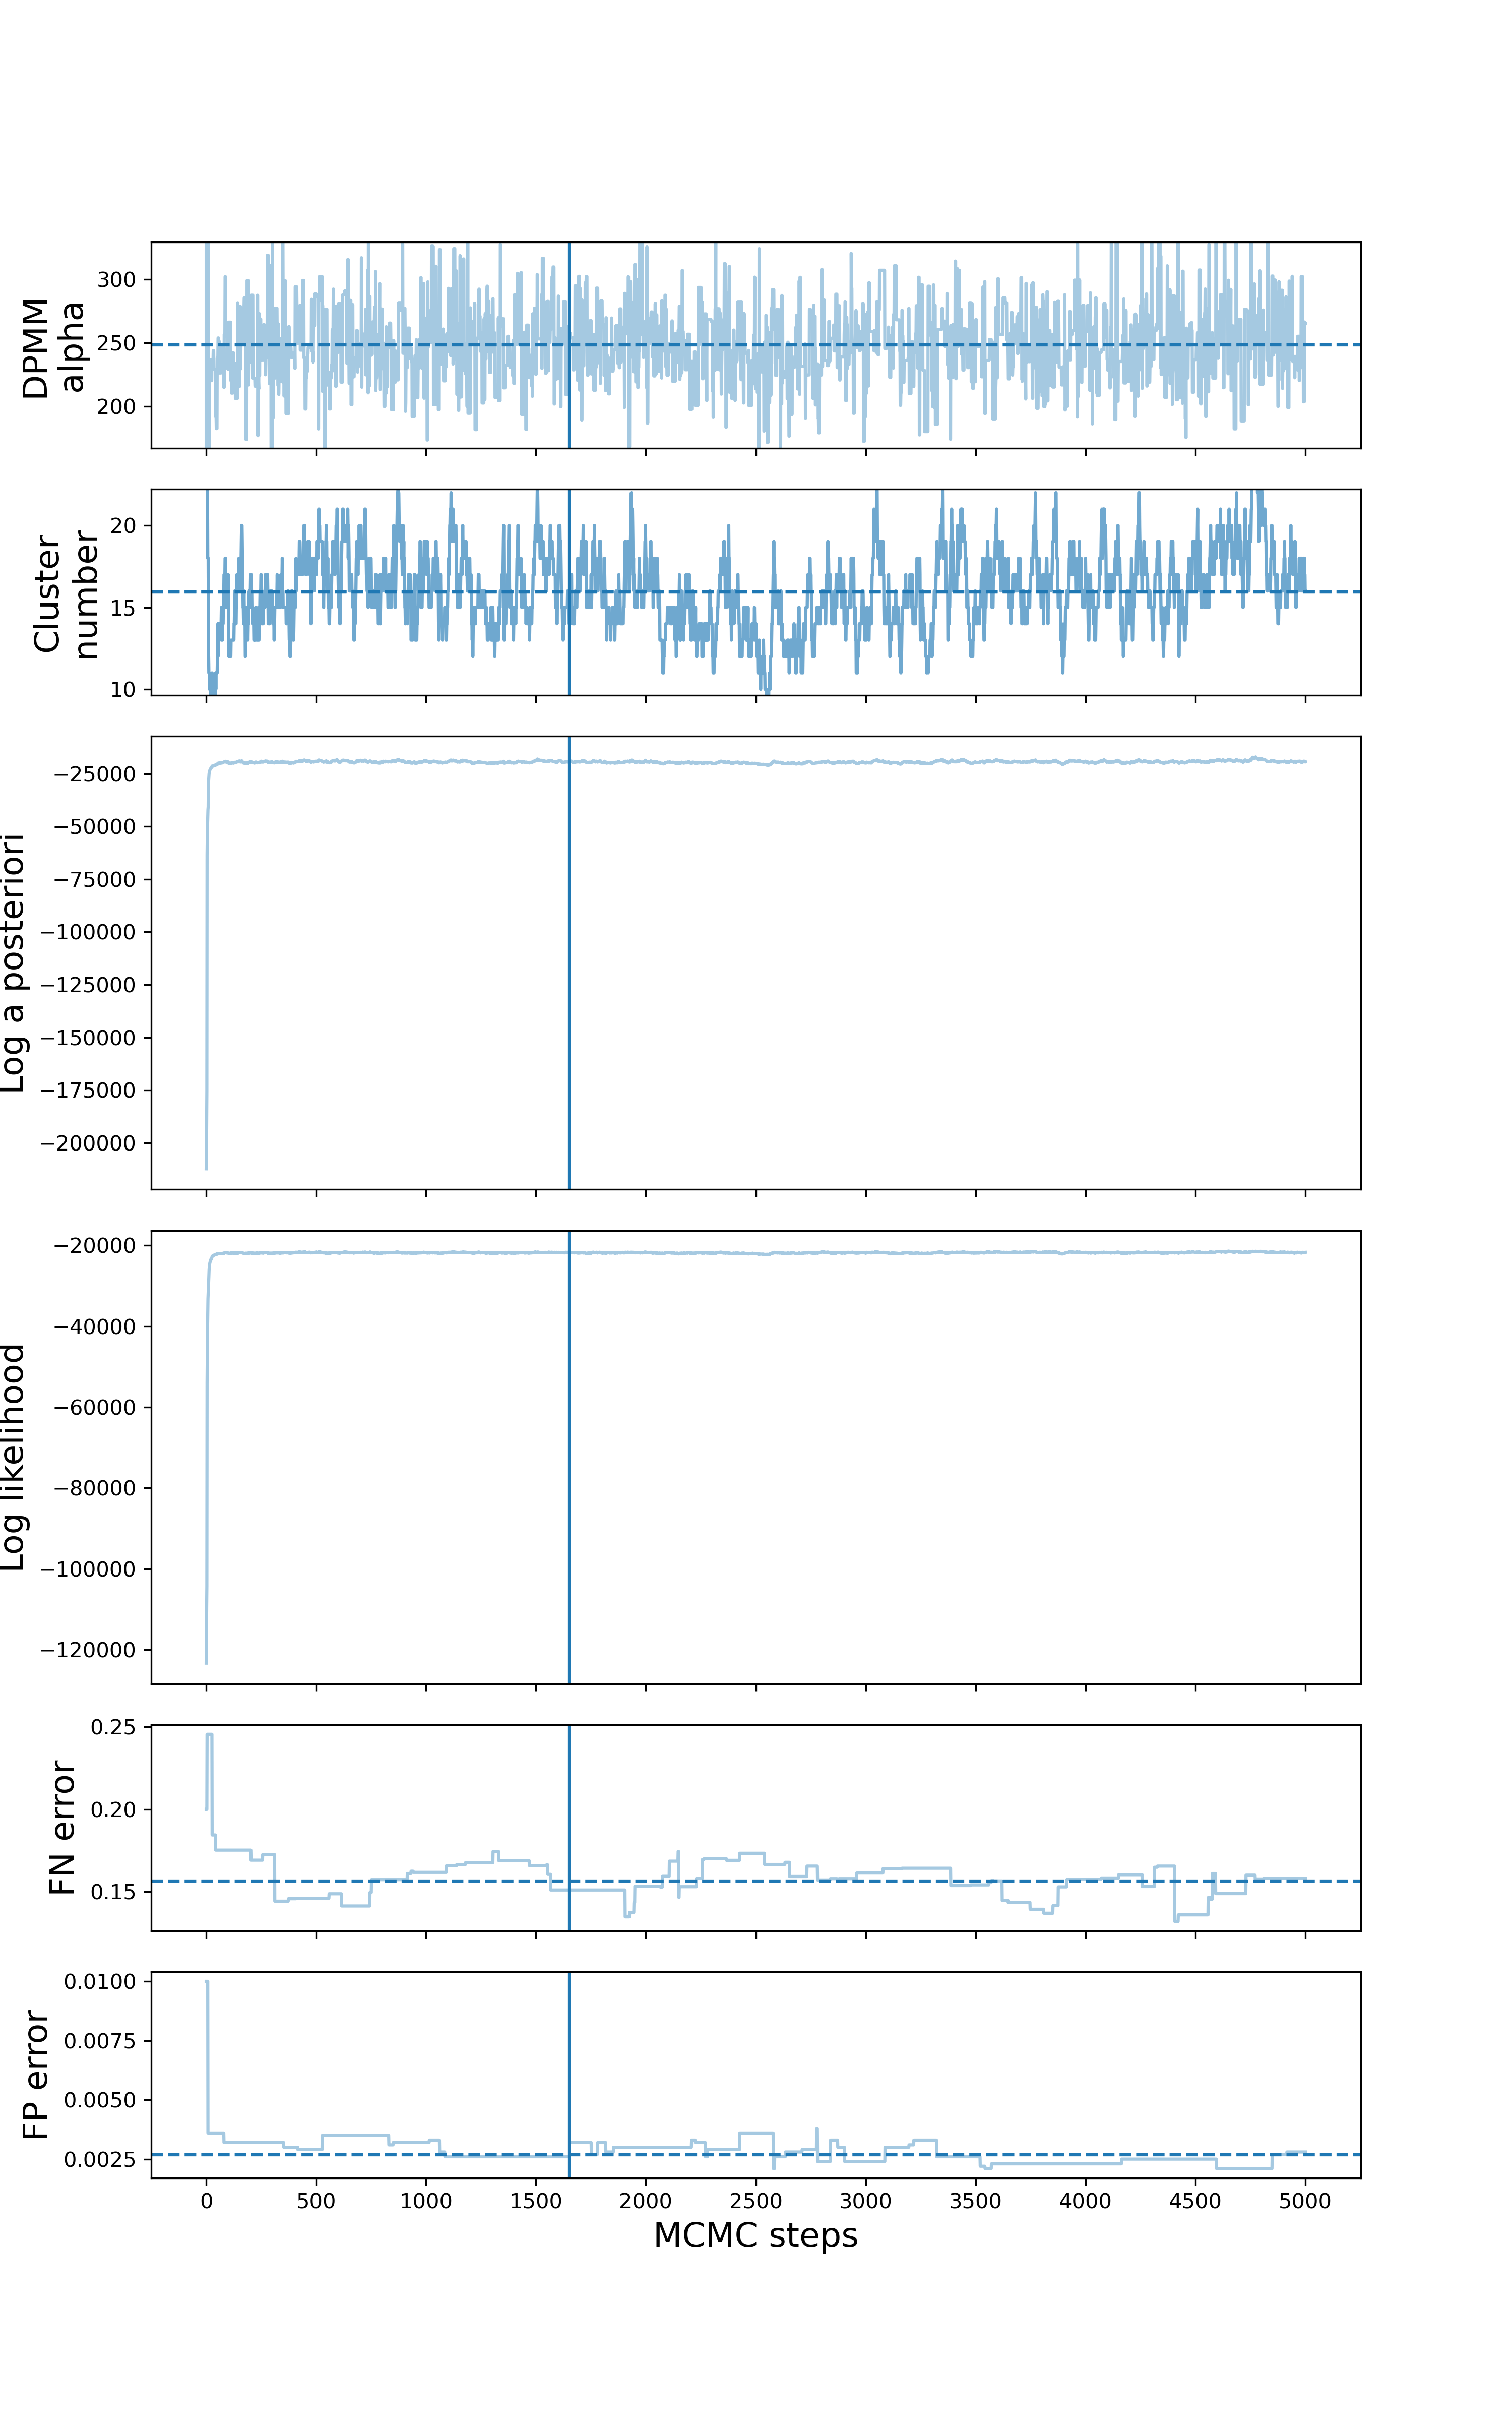 DPMM
alpha
300
250
200
Cluster
number
20
15
10
Log a posteriori
−25000
−50000
−75000
−100000
−125000
−150000
−175000
−200000
Log likelihood
−20000
−40000
−60000
−80000
−100000
−120000
FN error
0.25
0.20
0.15
FP error
0.0100
0.0075
0.0050
0.0025
0 500 1000 1500 2000 2500 3000 3500 4000 4500 5000
MCMC steps